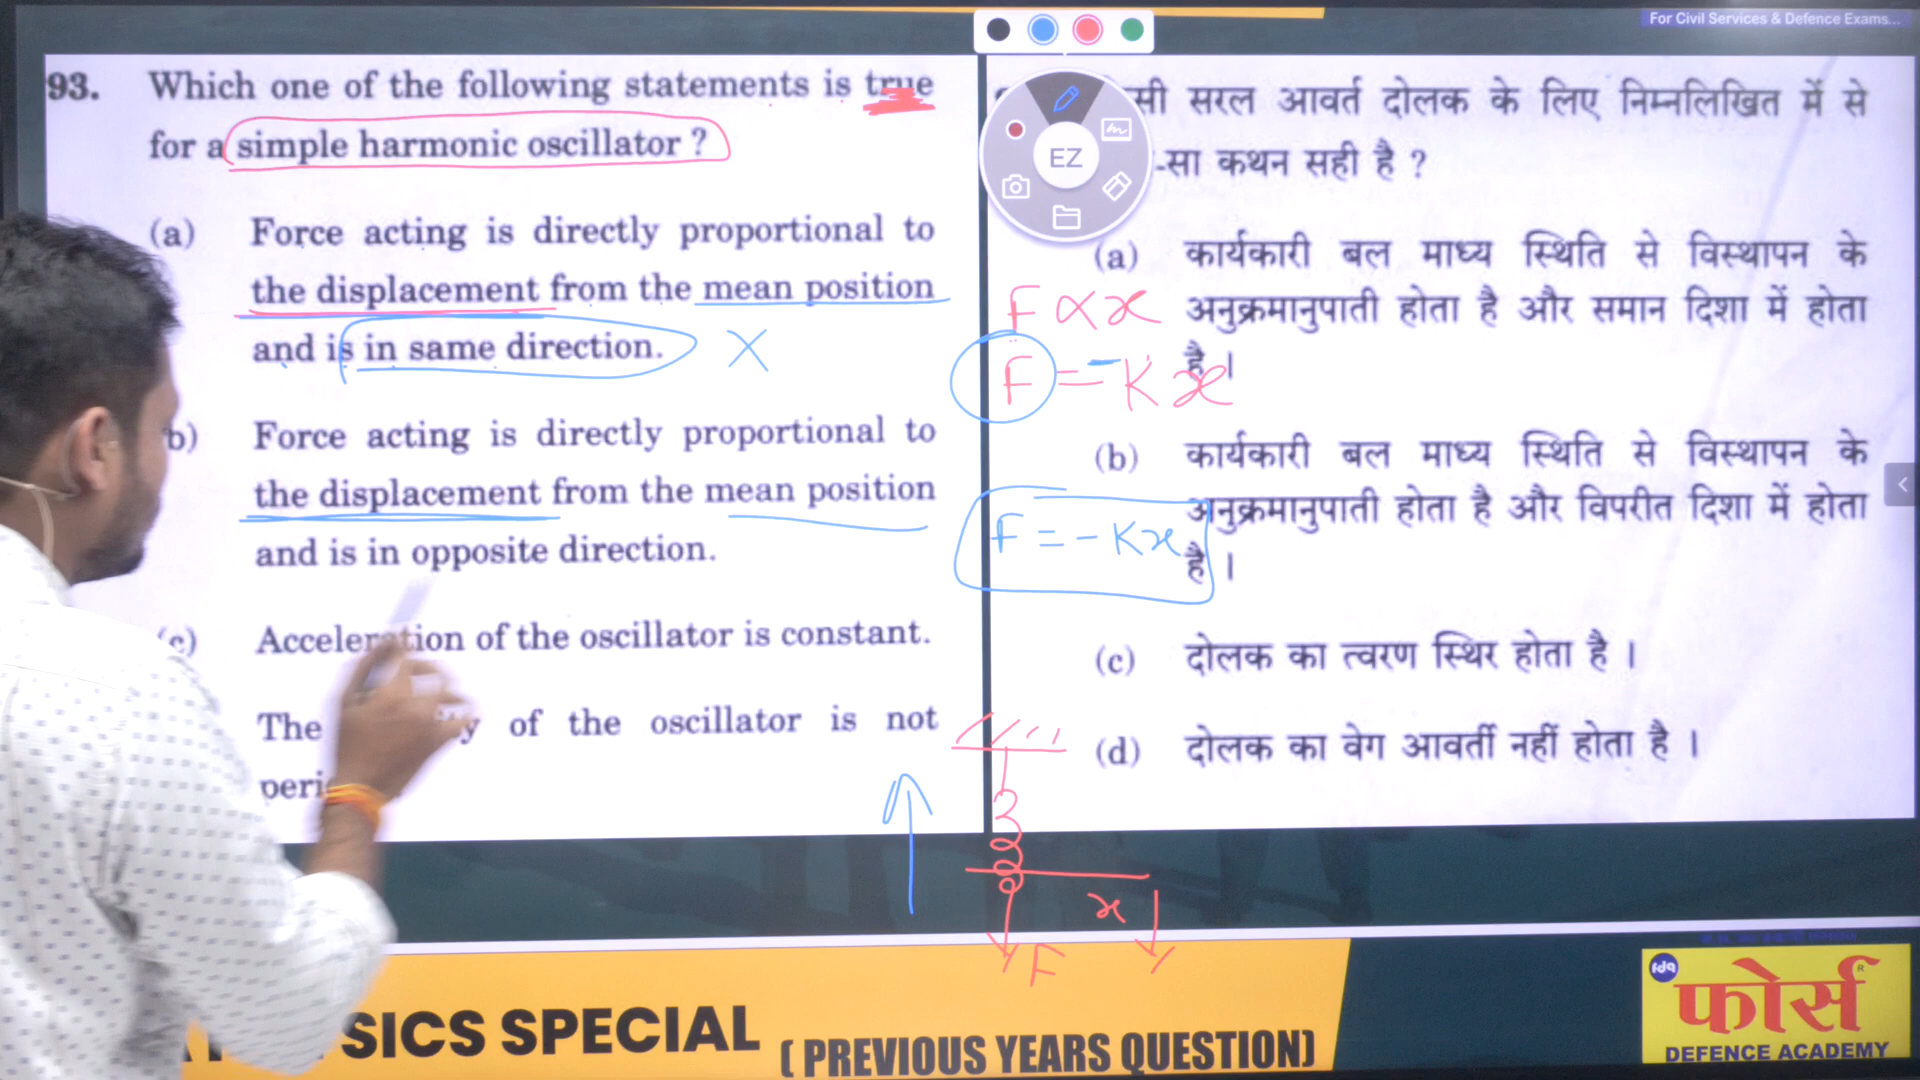 For Civil Services & Defence Exams...
93. Which one of the following statements is true
for a simple harmonic oscillator ?
(a) Force acting is directly proportional to
the displacement from the mean position
and is in same direction. X
b) Force acting is directly proportional to
the displacement from the mean position
and is in opposite direction.
(c) Acceleration of the oscillator is constant.
The of the oscillator is not
EZ
सरल आवर्त दोलक के लिए निम्नलिखित में से
-सा कथन सही है ?
(a) कार्यकारी बल माध्य स्थिति से विस्थापन के
अनुक्रमानुपाती होता है और समान दिशा में होता
है ।
(b) कार्यकारी बल माध्य स्थिति से विस्थापन के
अनुक्रमानुपाती होता है और विपरीत दिशा में होता
है ।
(c) दोलक का त्वरण स्थिर होता है ।
(d) दोलक का वेग आवर्ती नहीं होता है ।
F ∝ x
F = -Kx
F = -Kx
x
F
SICS SPECIAL ( PREVIOUS YEARS QUESTION)
fda
फोर्स
DEFENCE ACADEMY